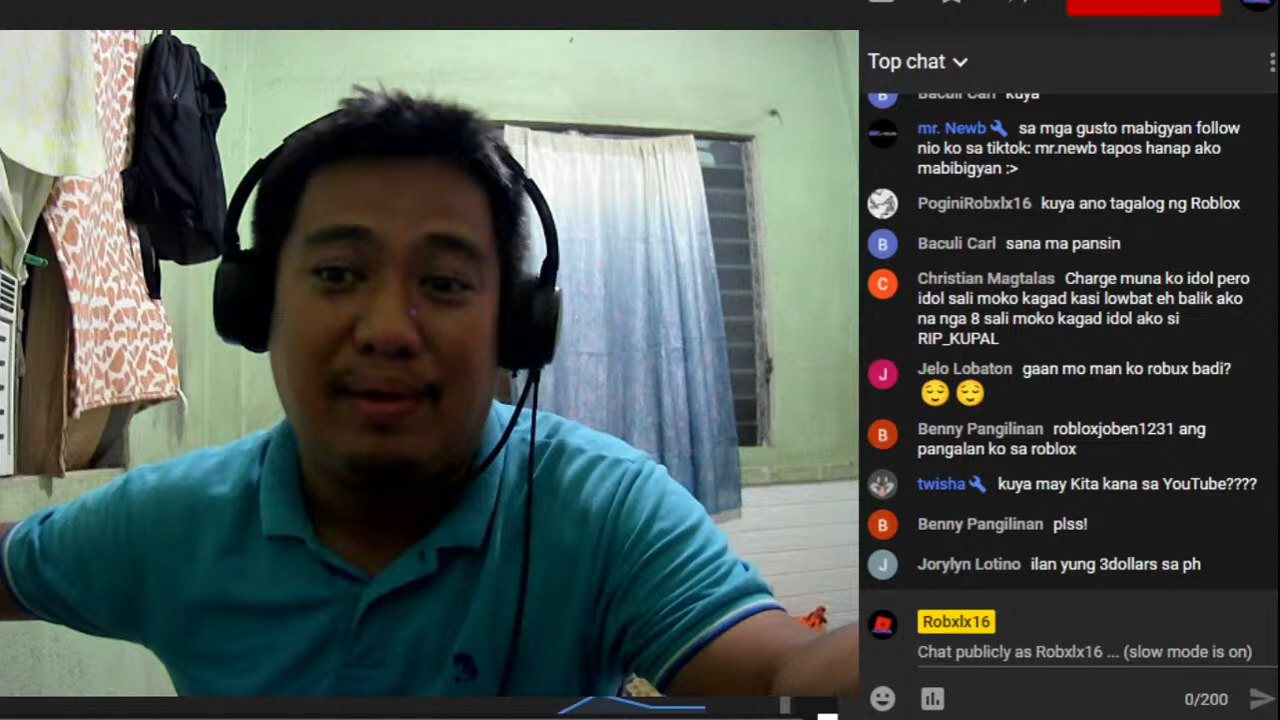 Top chat
Baculi Carl kuya
mr. Newb sa mga gusto mabigyan follow
nio ko sa tiktok: mr.newb tapos hanap ako
mabibigyan :>
PoginiRobxlx16 kuya ano tagalog ng Roblox
B Baculi Carl sana ma pansin
C Christian Magtalas Charge muna ko idol pero
idol sali moko kagad kasi lowbat eh balik ako
na nga 8 sali moko kagad idol ako si
RIP_KUPAL
J Jelo Lobaton gaan mo man ko robux badi?
😌😌
B Benny Pangilinan robloxjoben1231 ang
pangalan ko sa roblox
twisha kuya may Kita kana sa YouTube????
B Benny Pangilinan plss!
J Jorylyn Lotino ilan yung 3dollars sa ph
Robxlx16
Chat publicly as Robxlx16 ... (slow mode is on)
0/200